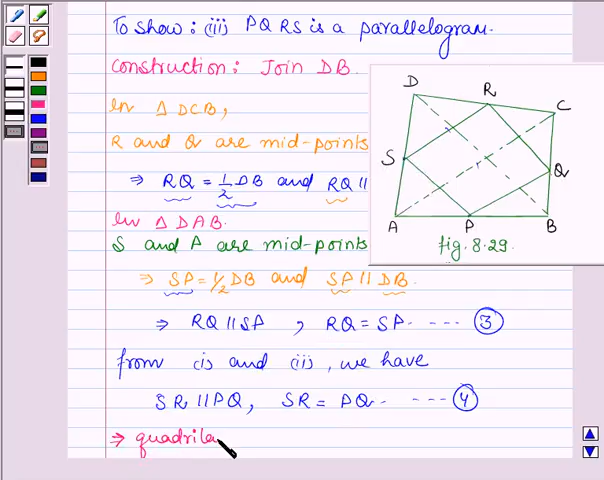 To show: (iii) PQRS is a parallelogram.
Construction: Join DB.
In △DCB,
R and Q are mid-points
⇒ RQ = 1/2 DB and RQ ||
In △DAB.
S and A are mid-points
⇒ SP = 1/2 DB and SP || DB.
⇒ RQ || SP , RQ = SP - --- ③
from (i) and (ii), we have
SR || PQ, SR = PQ - ---- ④
⇒ quadrila
D
R
C
S
Q
A
P
B
fig. 8.29